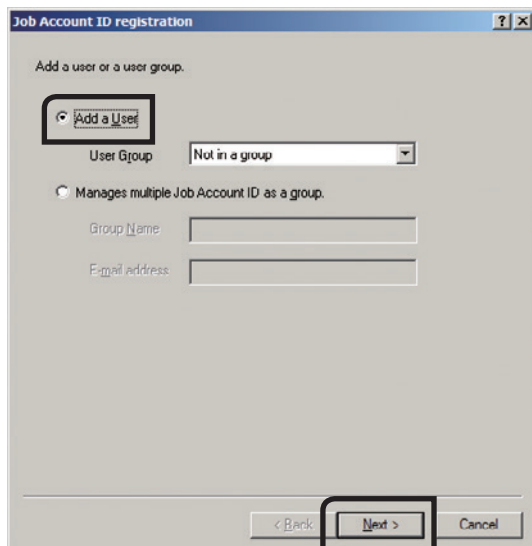 Job Account ID registration
Add a user or a user group.
Add a User
User Group Not in a group
Manages multiple Job Account ID as a group.
Group Name
E-mail address
< Back Next > Cancel